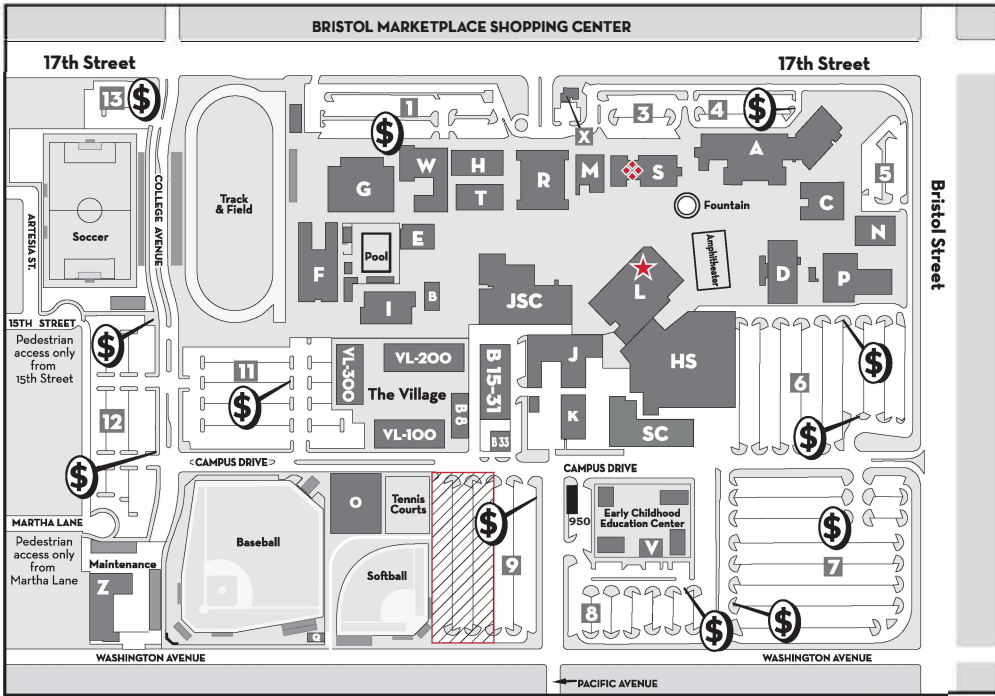 BRISTOL MARKETPLACE SHOPPING CENTER
17th Street
17th Street
13
$
1
$
3
4
$
X
5
W
H
T
G
R
M
S
A
C
N
Track
& Field
Soccer
COLLEGE AVENUE
ARTESIA ST.
Fountain
Amphitheater
Bristol Street
E
Pool
F
I
B
JSC
L
D
P
15TH STREET
Pedestrian
access only
from
15th Street
$
11
$
12
$
VL-300
VL-200
The Village
VL-100
B 8
B 15-31
B 33
J
K
HS
SC
6
$
$
CAMPUS DRIVE
CAMPUS DRIVE
MARTHA LANE
Pedestrian
access only
from
Martha Lane
Maintenance
Z
Baseball
O
Tennis
Courts
Softball
Q
$
9
950
Early Childhood
Education Center
V
8
$
$
7
$
WASHINGTON AVENUE
WASHINGTON AVENUE
PACIFIC AVENUE